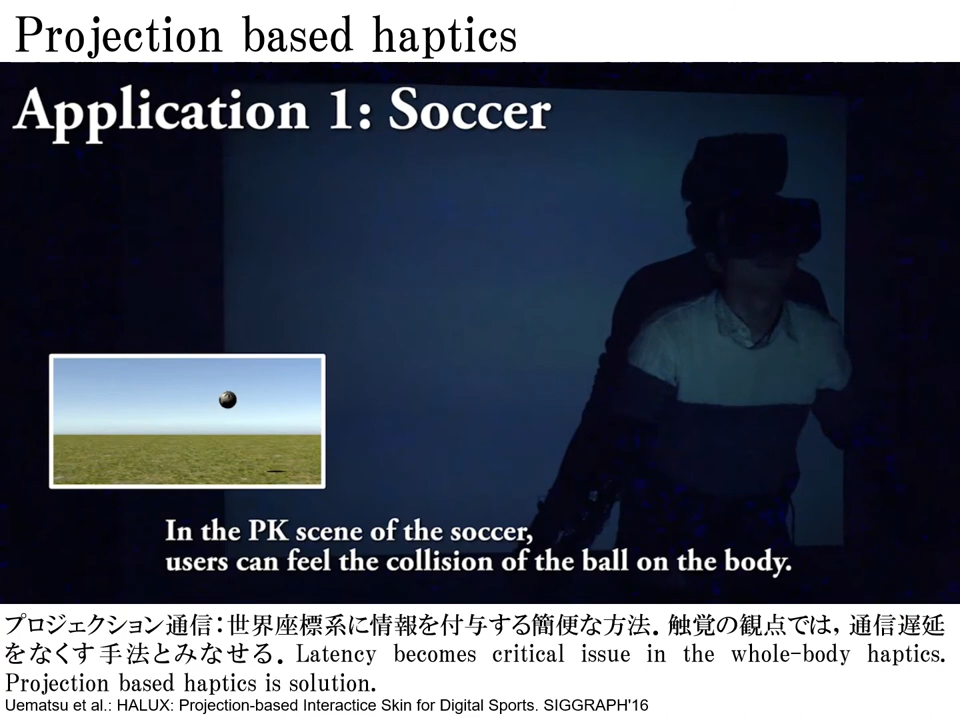 Projection based haptics
Application 1: Soccer
In the PK scene of the soccer,
users can feel the collision of the ball on the body.
プロジェクション通信：世界座標系に情報を付与する簡便な方法．触覚の観点では，通信遅延
をなくす手法とみなせる．Latency becomes critical issue in the whole-body haptics.
Projection based haptics is solution.
Uematsu et al.: HALUX: Projection-based Interactice Skin for Digital Sports. SIGGRAPH'16